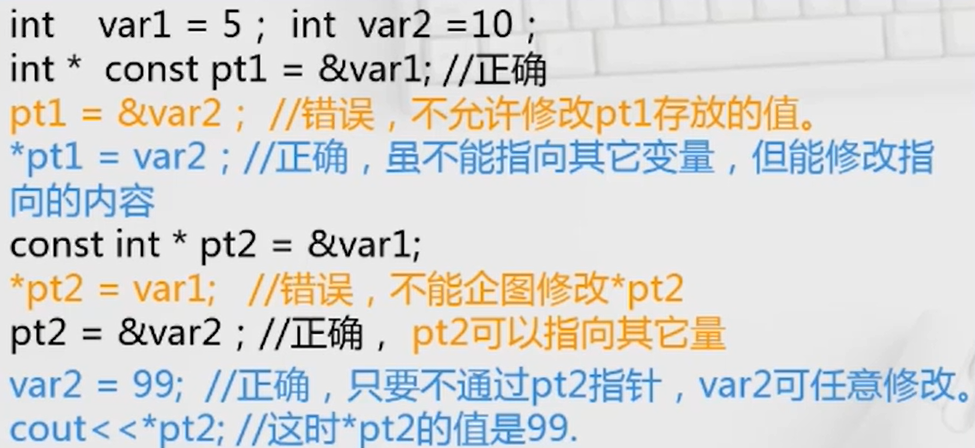 int   var1 = 5 ;  int  var2 =10 ;
int *  const pt1 = &var1; //正确
pt1 = &var2 ;  //错误，不允许修改pt1存放的值。
*pt1 = var2 ; //正确，虽不能指向其它变量，但能修改指
向的内容
const int * pt2 = &var1;
*pt2 = var1;   //错误，不能企图修改*pt2
pt2 = &var2 ; //正确， pt2可以指向其它量
var2 = 99;  //正确，只要不通过pt2指针，var2可任意修改。
cout<<*pt2; //这时*pt2的值是99.